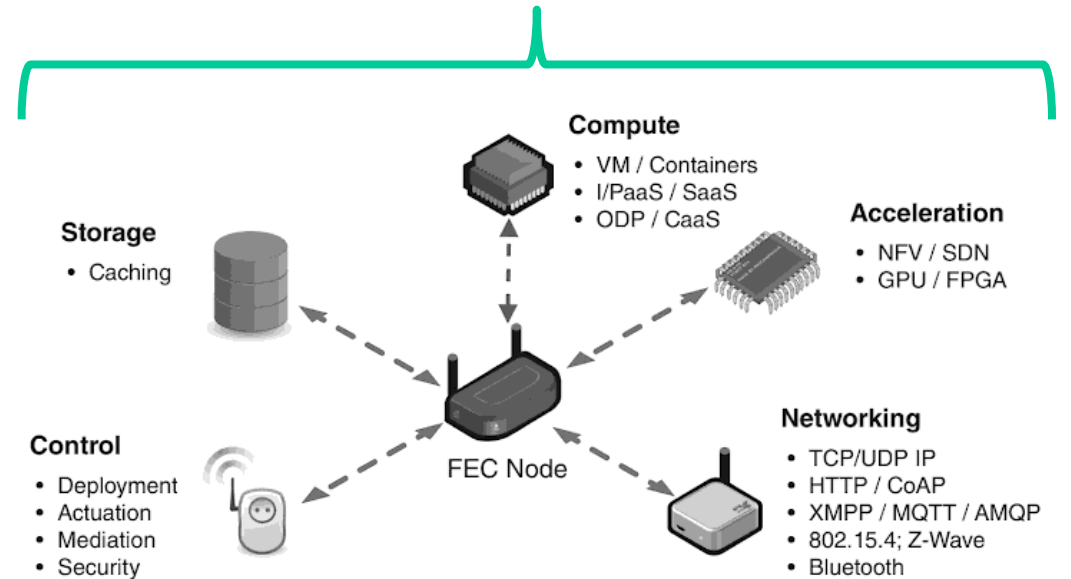 Compute
• VM / Containers
• I/PaaS / SaaS
• ODP / CaaS
Acceleration
• NFV / SDN
• GPU / FPGA
Storage
• Caching
FEC Node
Control
• Deployment
• Actuation
• Mediation
• Security
Networking
• TCP/UDP IP
• HTTP / CoAP
• XMPP / MQTT / AMQP
• 802.15.4; Z-Wave
• Bluetooth